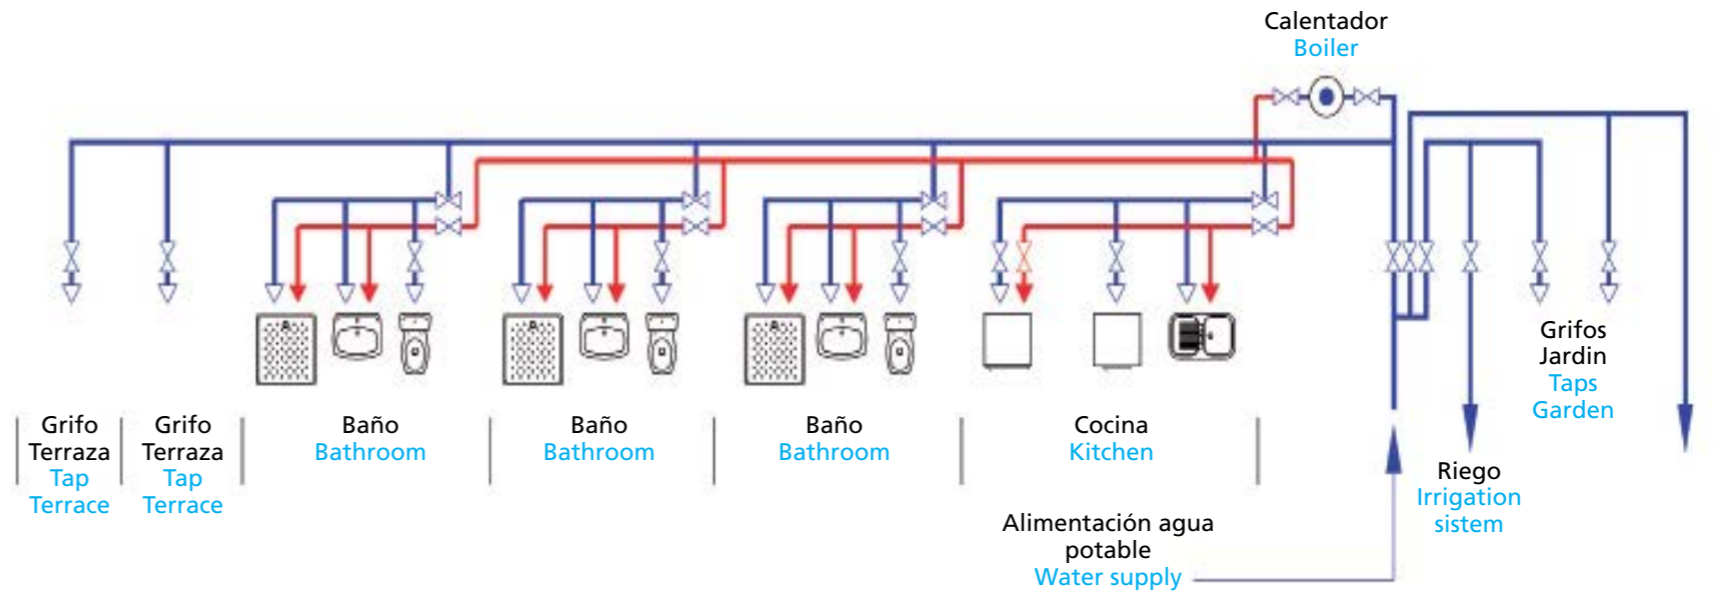 Calentador
Boiler
Grifo
Terraza
Tap
Terrace
Grifo
Terraza
Tap
Terrace
Baño
Bathroom
Baño
Bathroom
Baño
Bathroom
Cocina
Kitchen
Alimentación agua
potable
Water supply
Riego
Irrigation
sistem
Grifos
Jardin
Taps
Garden